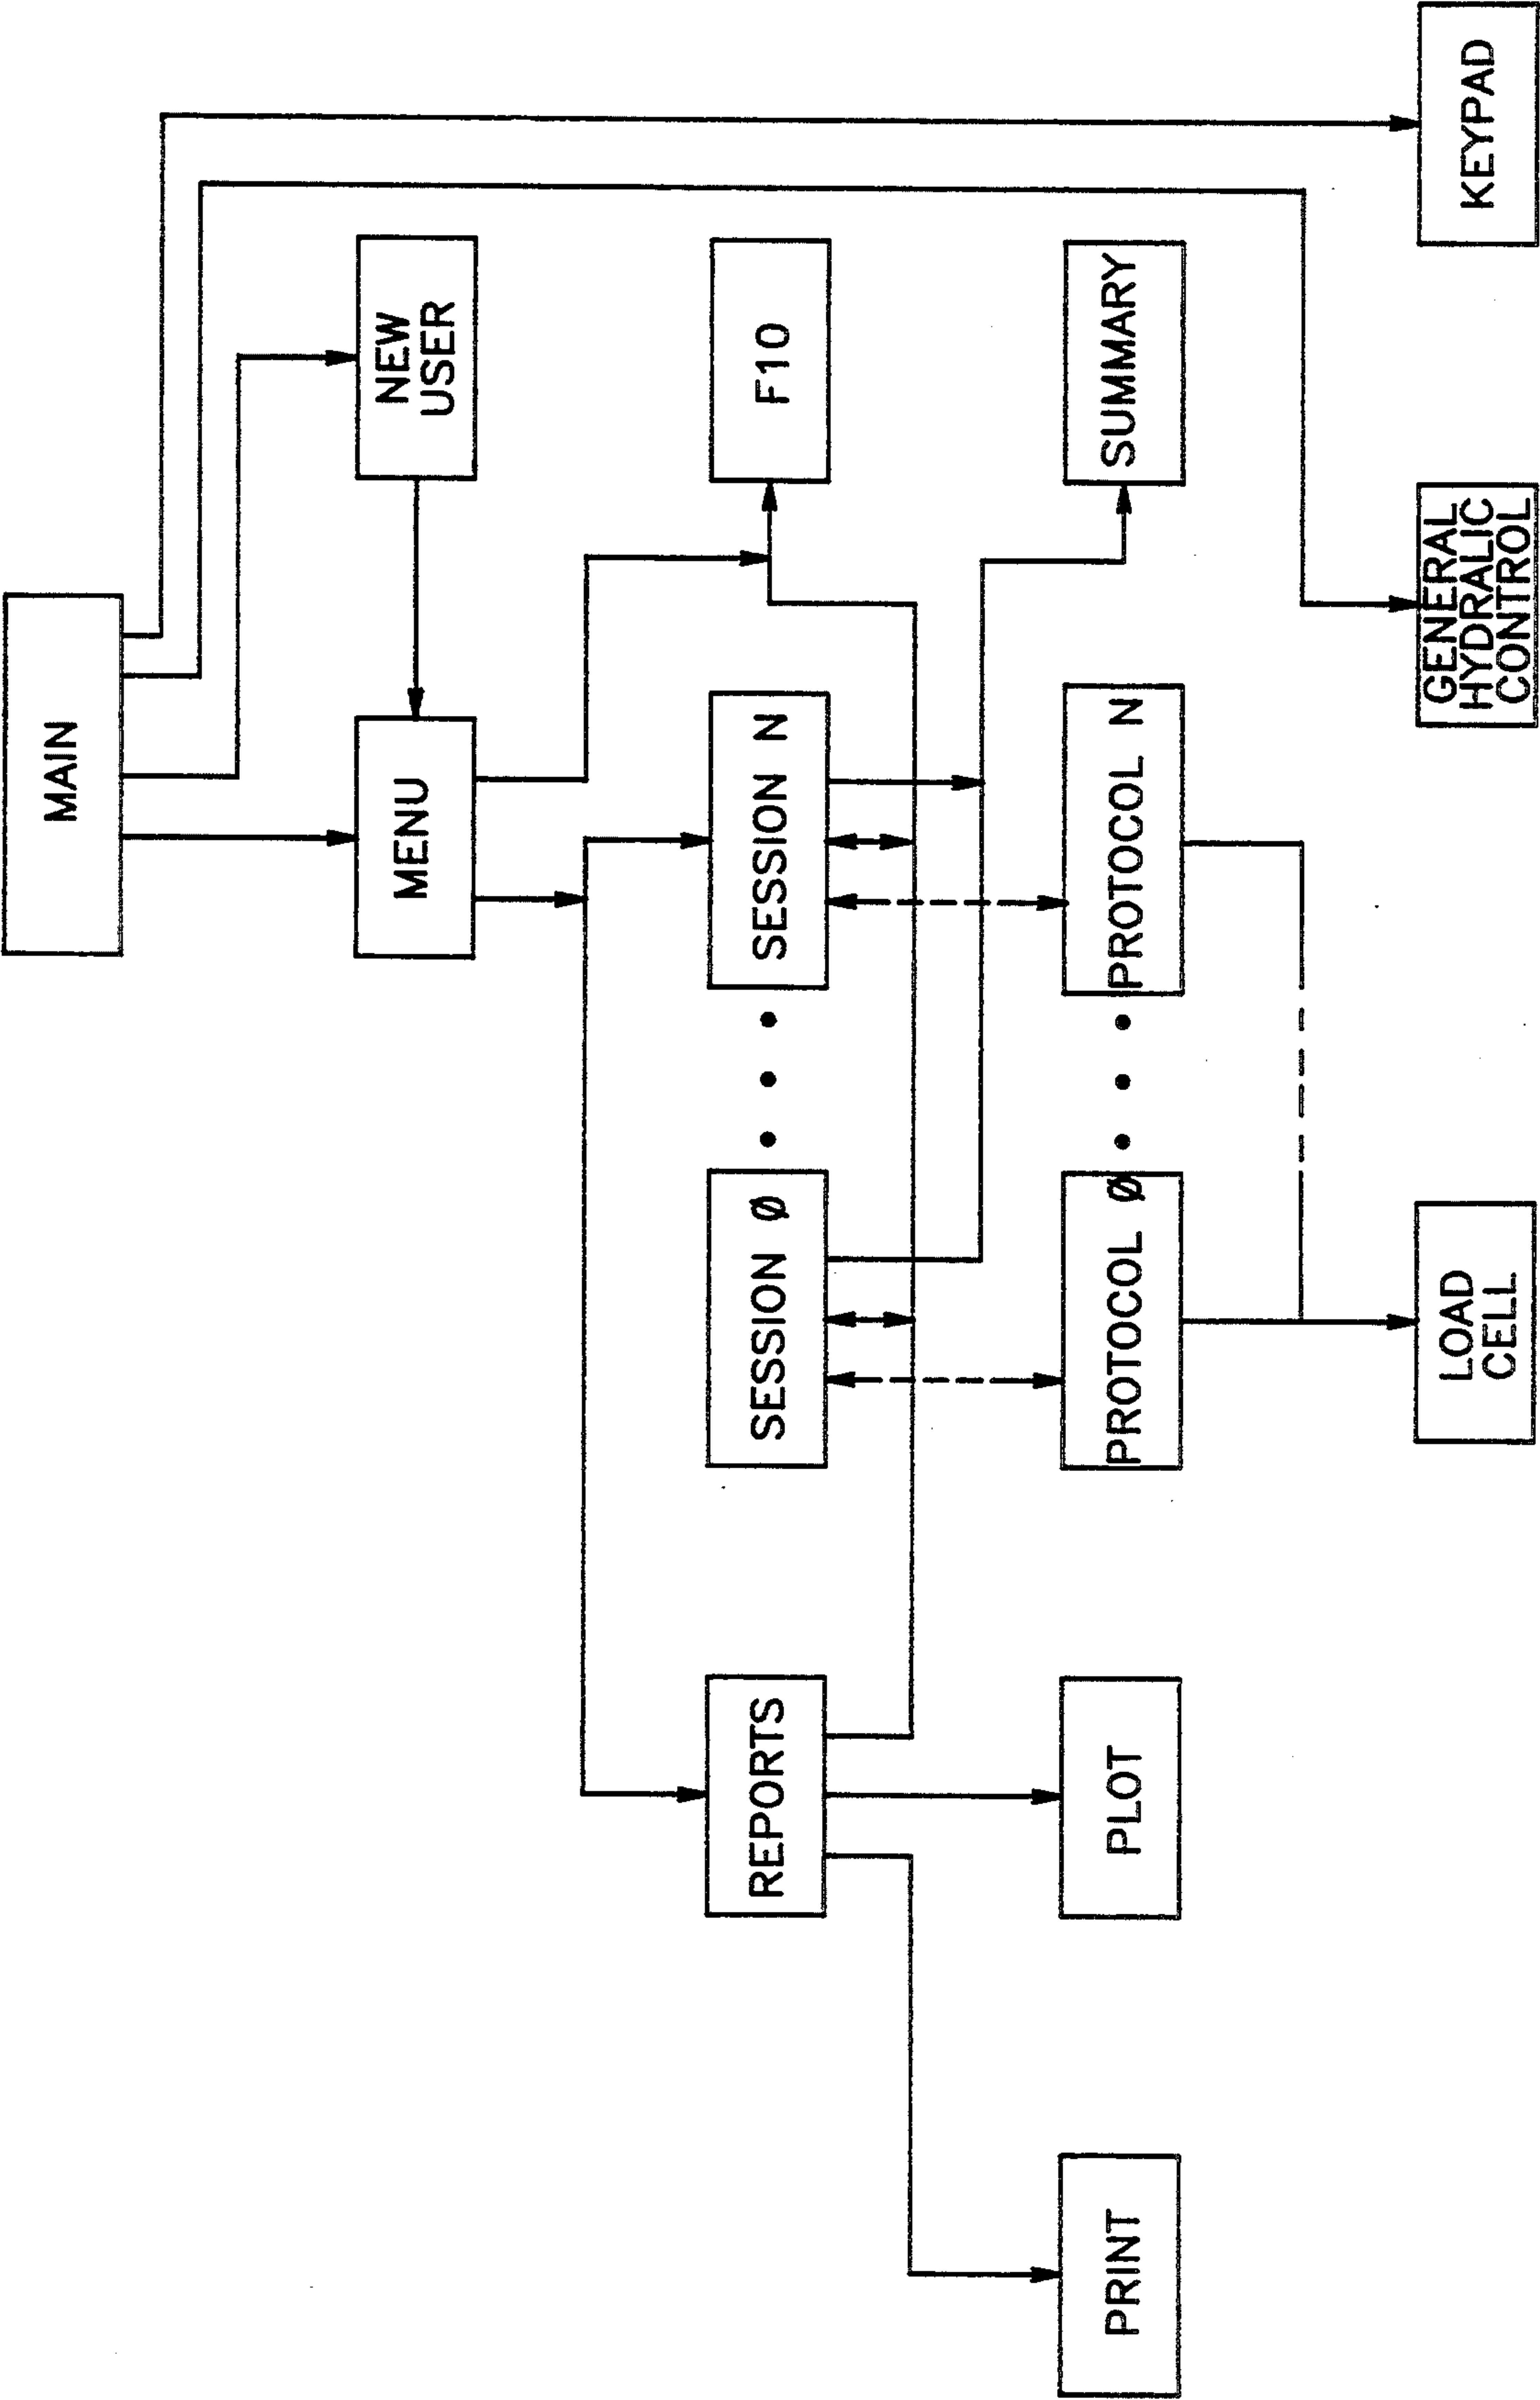 MAIN
MENU
NEW
USER
REPORTS
SESSION Ø
SESSION N
F10
PRINT
PLOT
PROTOCOL Ø
PROTOCOL N
SUMMARY
LOAD
CELL
GENERAL
HYDRALIC
CONTROL
KEYPAD